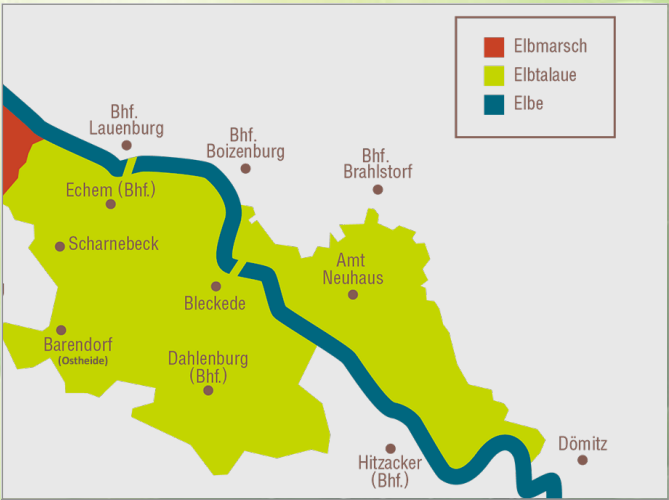 Elbmarsch
Elbtalaue
Elbe
Bhf.
Lauenburg
Bhf.
Boizenburg
Bhf.
Brahlstorf
Echem (Bhf.)
Scharnebeck
Amt
Neuhaus
Bleckede
Barendorf
(Ostheide)
Dahlenburg
(Bhf.)
Hitzacker
(Bhf.)
Dömitz